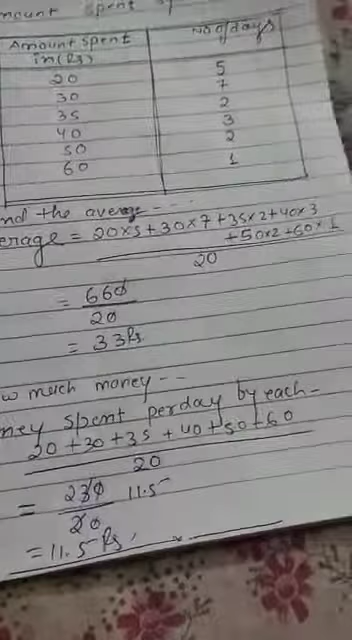 mount spent
Amount spent in (Rs) No of days
20 5
30 7
35 2
40 3
50 2
60 1
nd the average ---
erage = 20×5+30×7+35×2+40×3
+50×2+60×1
20
= 660
20
= 33 Rs
w much money --
ney spent perday by each-
20+30+35+40+50+60
20
= 230 11.5
20
= 11.5 Rs.